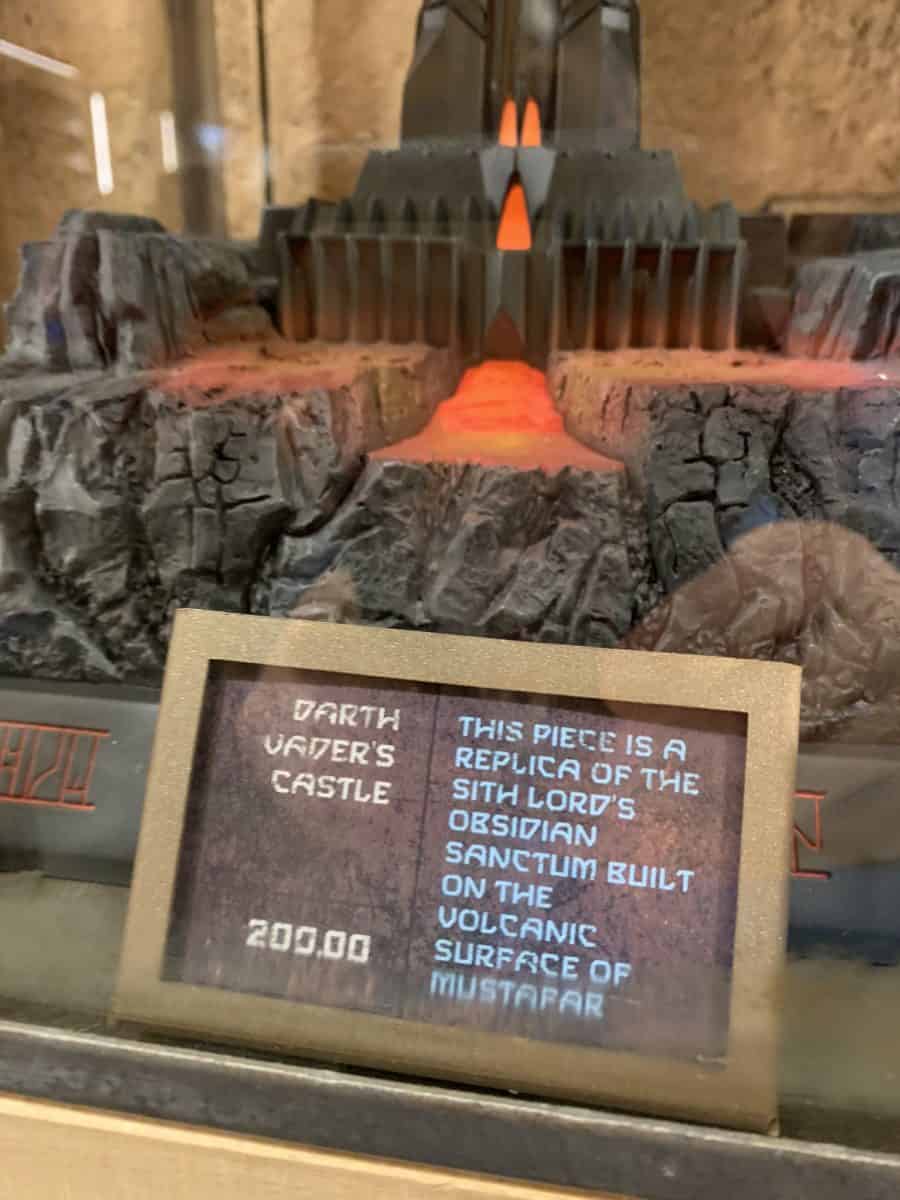 DARTH
VADER'S
CASTLE
200.00
THIS PIECE IS A
REPLICA OF THE
SITH LORD'S
OBSIDIAN
SANCTUM BUILT
ON THE
VOLCANIC
SURFACE OF
MUSTAFAR